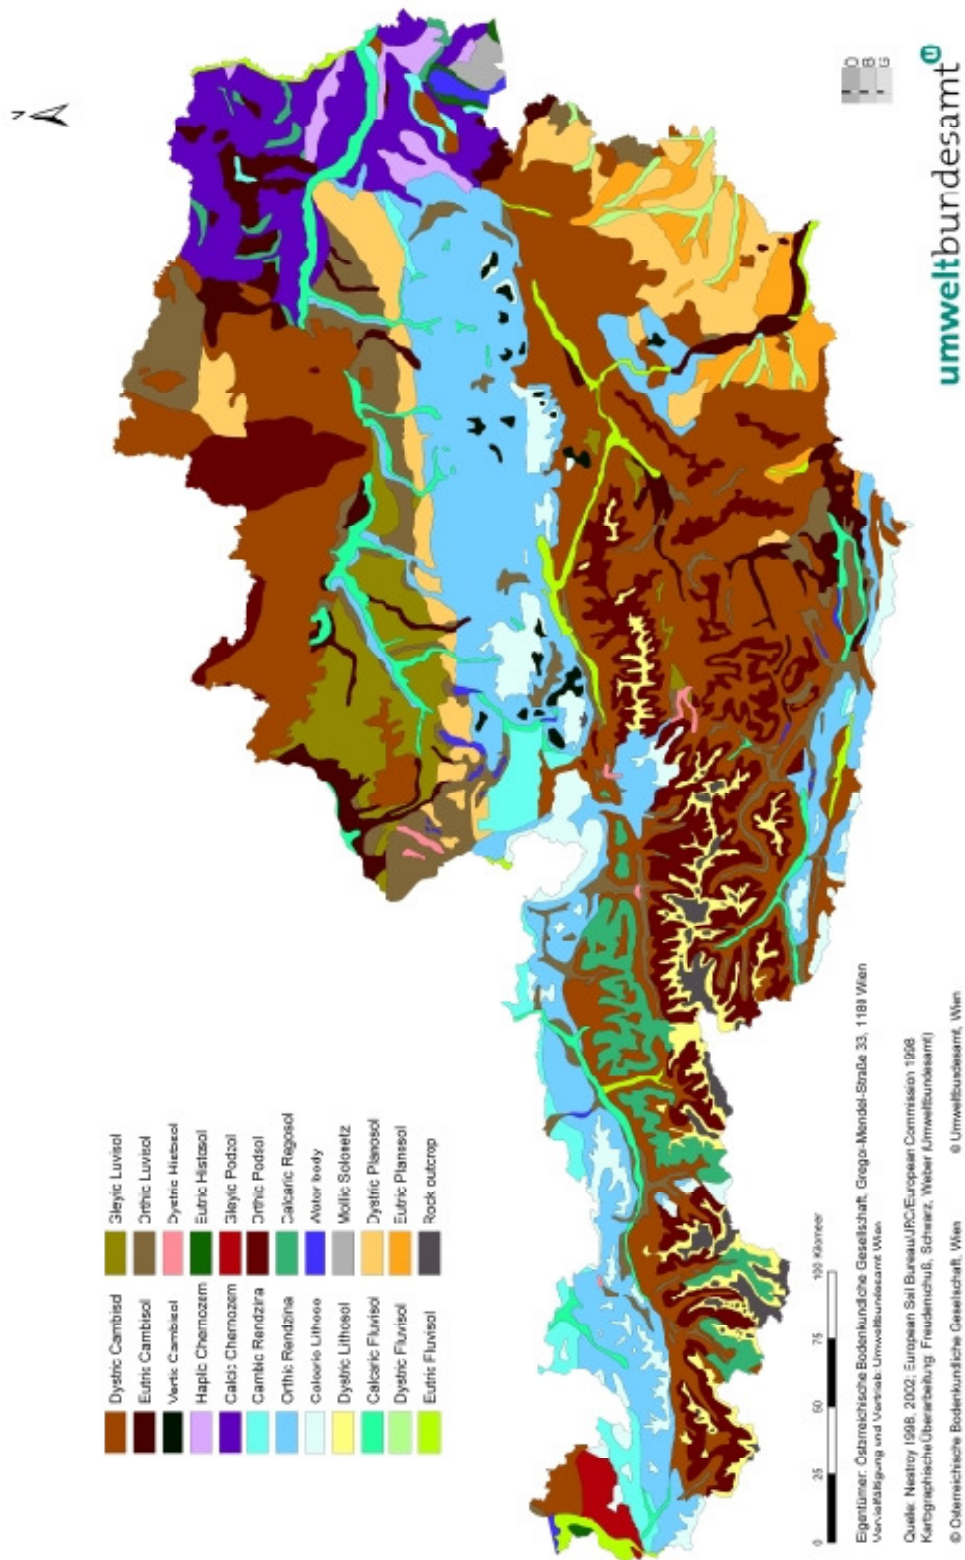 N
Dystric Cambisol
Eutric Cambisol
Vertic Cambisol
Haplic Chernozem
Calcic Chernozem
Cambic Rendzina
Orthic Rendzina
Calcaric Lithosol
Dystric Lithosol
Calcaric Fluvisol
Dystric Fluvisol
Eutric Fluvisol
Gleyic Luvisol
Orthic Luvisol
Dystric Histosol
Eutric Histosol
Gleyic Podzol
Orthic Podsol
Calcaric Regosol
Water body
Mollic Solonetz
Dystric Planosol
Eutric Planosol
Rock outcrop
0 25 50 75 100 Kilometer
Eigentümer: Österreichische Bodenkundliche Gesellschaft, Gregor-Mendel-Straße 33, 1180 Wien
Vervielfältigung und Vertrieb: Umweltbundesamt Wien
Quelle: Nestroy 1998, 2002; European Soil Bureau/JRC/European Commission 1998
Kartographische Überarbeitung: Freudenschuß, Schwarz, Weber (Umweltbundesamt)
© Österreichische Bodenkundliche Gesellschaft, Wien © Umweltbundesamt, Wien
O
B
G
umweltbundesamt